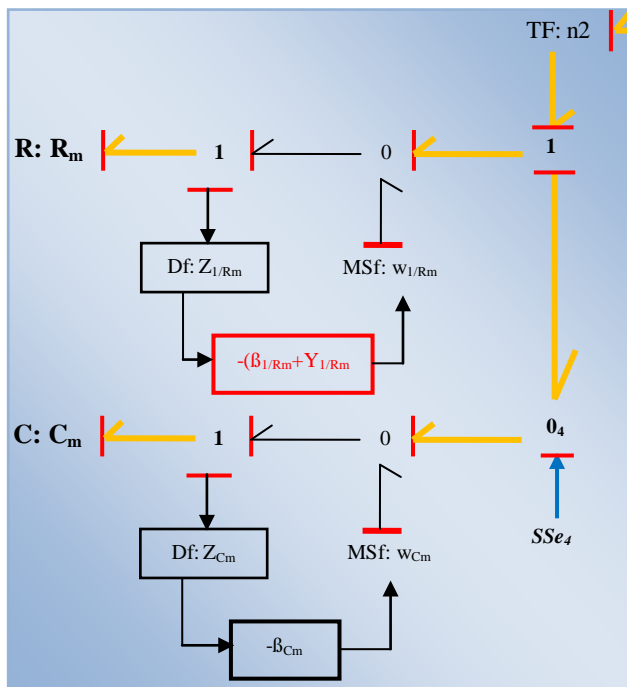 TF: n2
R: Rm
1
0
1
Df: Z1/Rm
MSf: w1/Rm
-(ß1/Rm+Y1/Rm
C: Cm
1
0
04
Df: ZCm
MSf: wCm
SSe4
-ßCm